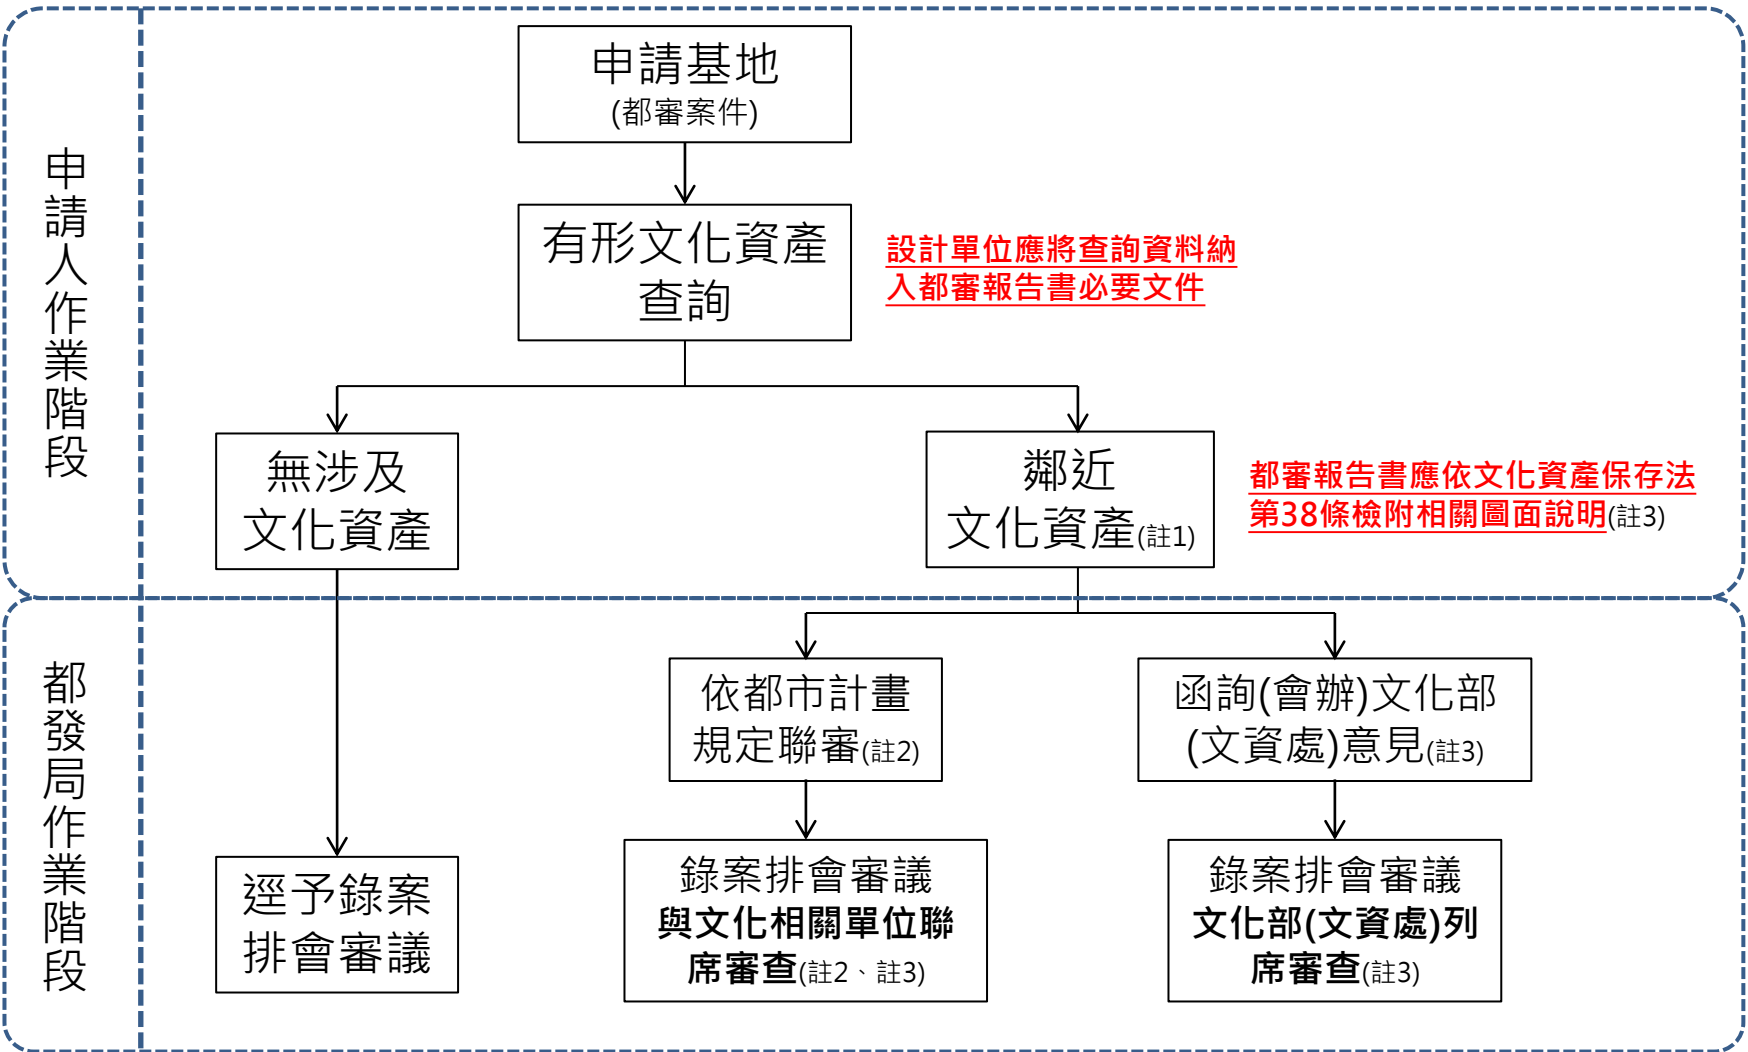 申請人作業階段
申請基地
(都審案件)
有形文化資產
查詢
設計單位應將查詢資料納
入都審報告書必要文件
無涉及
文化資產
鄰近
文化資產(註1)
都審報告書應依文化資產保存法
第38條檢附相關圖面說明(註3)
都發局作業階段
依都市計畫
規定聯審(註2)
函詢(會辦)文化部
(文資處)意見(註3)
逕予錄案
排會審議
錄案排會審議
與文化相關單位聯
席審查(註2、註3)
錄案排會審議
文化部(文資處)列
席審查(註3)